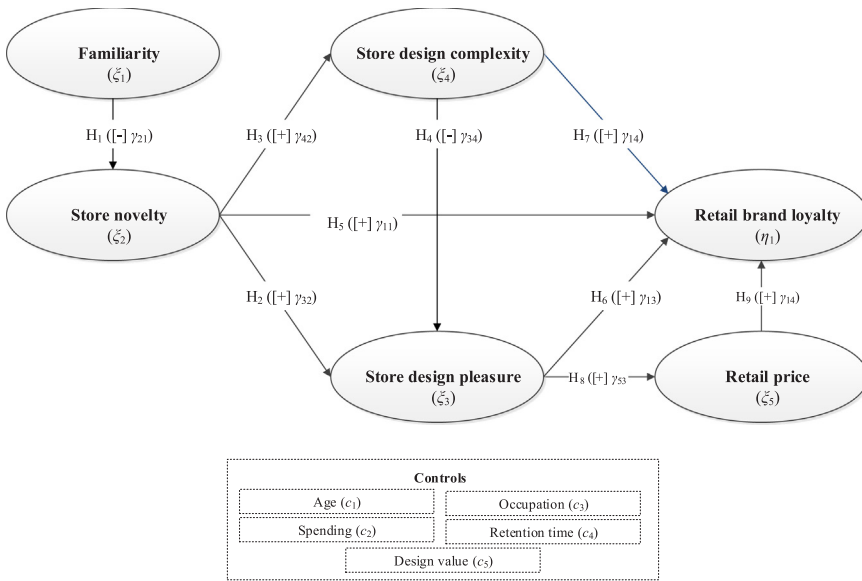 Familiarity
(ξ₁)
Store design complexity
(ξ₄)
H₁ ([-] γ₂₁)
H₃ ([+] γ₄₂)
H₄ ([-] γ₃₄)
H₇ ([+] γ₁₄)
Store novelty
(ξ₂)
H₅ ([+] γ₁₁)
Retail brand loyalty
(η₁)
H₂ ([+] γ₃₂)
H₆ ([+] γ₁₃)
H₉ ([+] γ₁₄)
Store design pleasure
(ξ₃)
H₈ ([+] γ₅₃)
Retail price
(ξ₅)
Controls
Age (c₁)
Occupation (c₃)
Spending (c₂)
Retention time (c₄)
Design value (c₅)